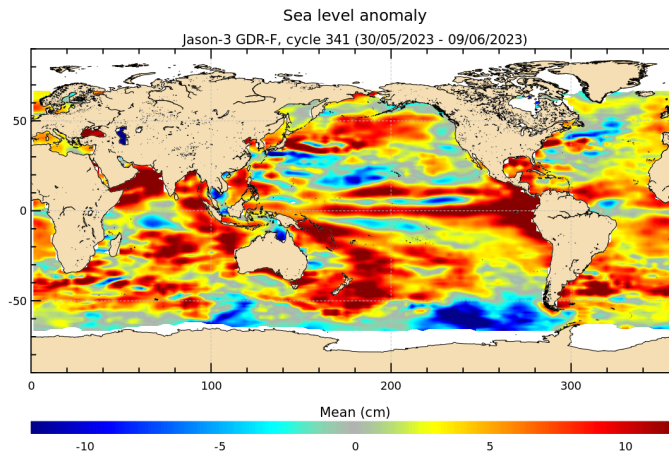 Sea level anomaly
Jason-3 GDR-F, cycle 341 (30/05/2023 - 09/06/2023)
50
0
-50
0 100 200 300
Mean (cm)
-10 -5 0 5 10